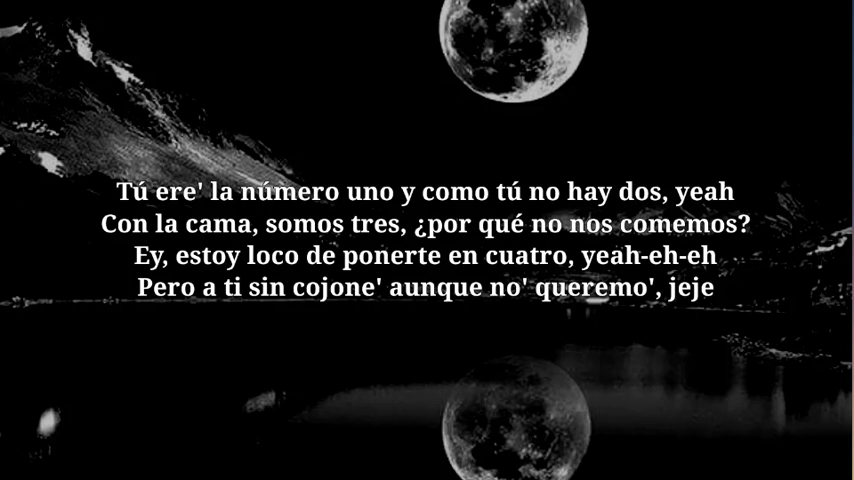 Tú ere' la número uno y como tú no hay dos, yeah
Con la cama, somos tres, ¿por qué no nos comemos?
Ey, estoy loco de ponerte en cuatro, yeah-eh-eh
Pero a ti sin cojone' aunque no' queremo', jeje